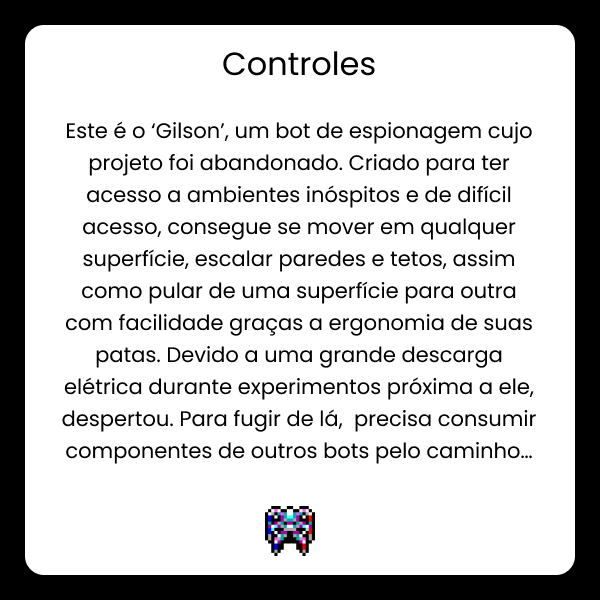 Controles
Este é o ‘Gilson’, um bot de espionagem cujo
projeto foi abandonado. Criado para ter
acesso a ambientes inóspitos e de difícil
acesso, consegue se mover em qualquer
superfície, escalar paredes e tetos, assim
como pular de uma superfície para outra
com facilidade graças a ergonomia de suas
patas. Devido a uma grande descarga
elétrica durante experimentos próxima a ele,
despertou. Para fugir de lá,  precisa consumir
componentes de outros bots pelo caminho...